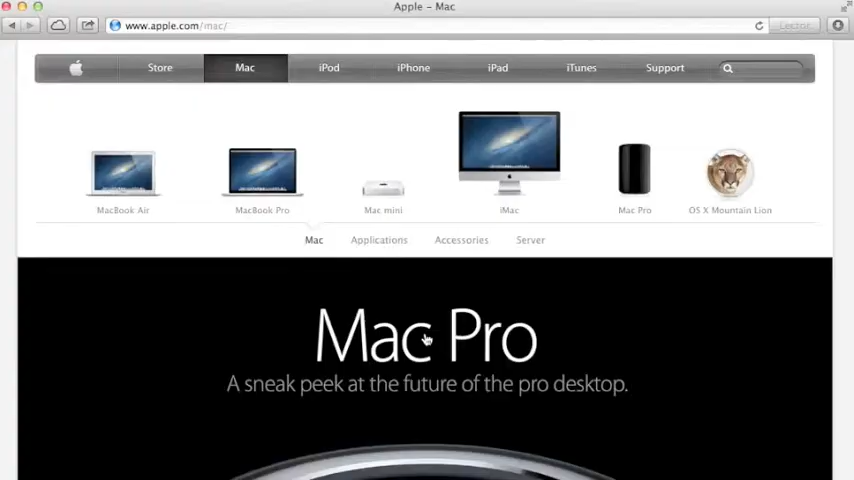 Apple – Mac
www.apple.com/mac/
Lector
Store Mac iPod iPhone iPad iTunes Support
MacBook Air MacBook Pro Mac mini iMac Mac Pro OS X Mountain Lion
Mac Applications Accessories Server
Mac Pro
A sneak peek at the future of the pro desktop.